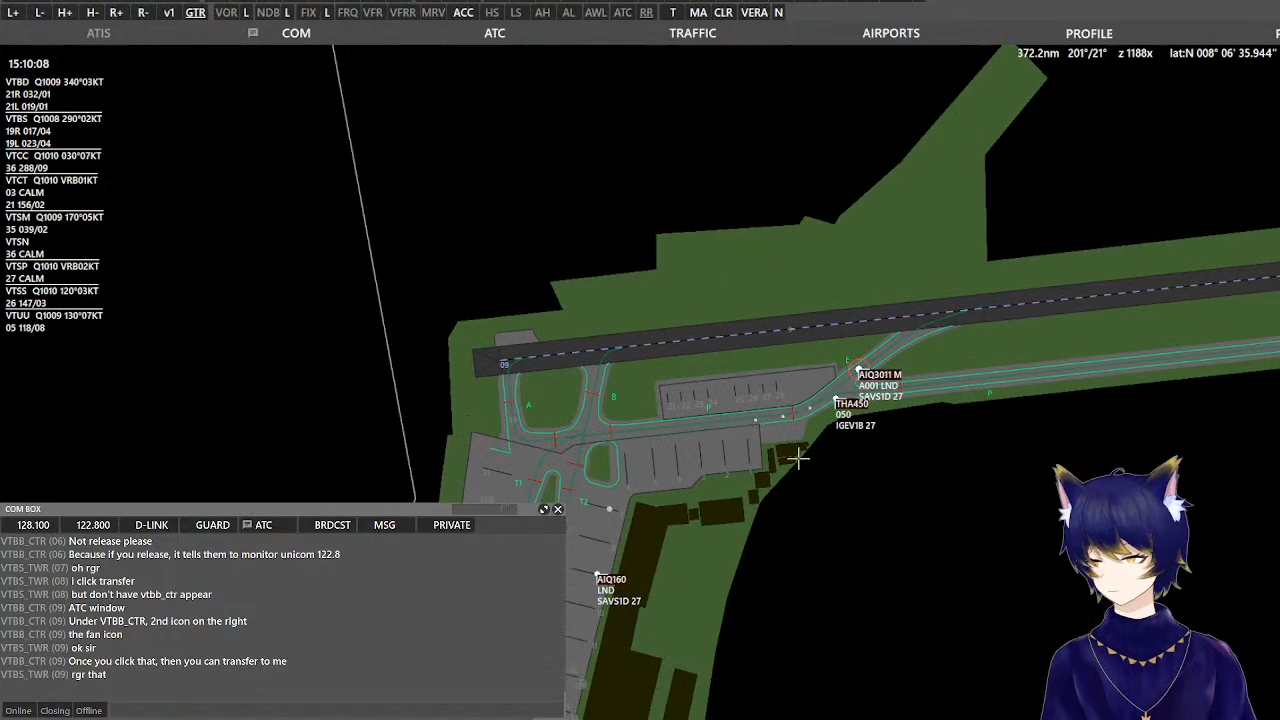 L+ L- H+ H- R+ R- v1 GTR VOR L NDB L FIX L FRQ VFR VFRR MRV ACC HS LS AH AL AWL ATC RR T MA CLR VERA N
ATIS COM ATC TRAFFIC AIRPORTS PROFILE
372.2nm 201°/21° z 1188x lat:N 008° 06' 35.944"
15:10:08
VTBD Q1009 340°03KT
21R 032/01
21L 019/01
VTBS Q1008 290°02KT
19R 017/04
19L 023/04
VTCC Q1010 030°07KT
36 288/09
VTCT Q1010 VRB01KT
03 CALM
21 156/02
VTSM Q1009 170°05KT
35 039/02
VTSN
36 CALM
VTSP Q1010 VRB02KT
27 CALM
VTSS Q1010 120°03KT
26 147/03
VTUU Q1009 130°07KT
05 118/08
09
A
B
P
E
P
T1
T2
AIQ3011 M
A001 LND
SAVS1D 27
THA450
050
IGEV1B 27
AIQ160
LND
SAVS1D 27
COM BOX
128.100 122.800 D-LINK GUARD ATC BRDCST MSG PRIVATE
VTBB_CTR (06) Not release please
VTBB_CTR (06) Because if you release, it tells them to monitor unicom 122.8
VTBS_TWR (07) oh rgr
VTBS_TWR (08) I click transfer
VTBS_TWR (08) but don't have vtbb_ctr appear
VTBB_CTR (09) ATC window
VTBB_CTR (09) Under VTBB_CTR, 2nd icon on the right
VTBB_CTR (09) the fan icon
VTBS_TWR (09) ok sir
VTBB_CTR (09) Once you click that, then you can transfer to me
VTBS_TWR (09) rgr that
Online Closing Offline